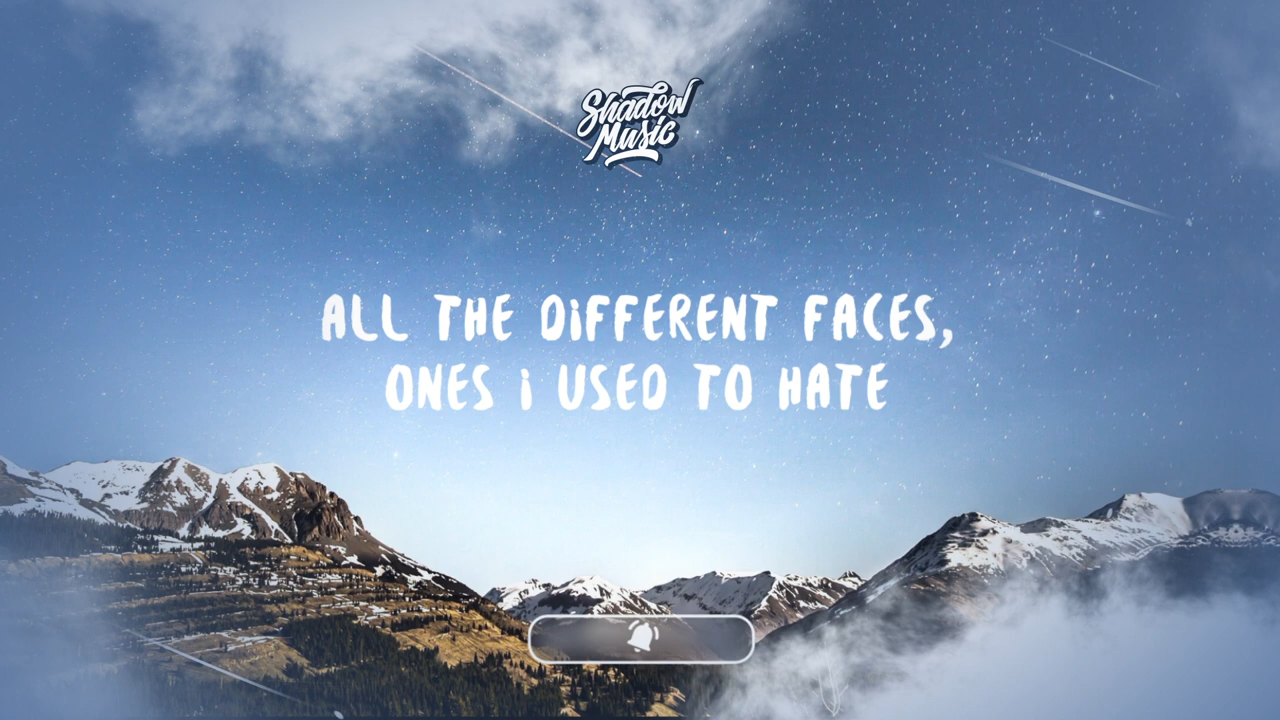 Shadow
Music
ALL THE DiFFERENT FACES,
ONES i USED TO HATE